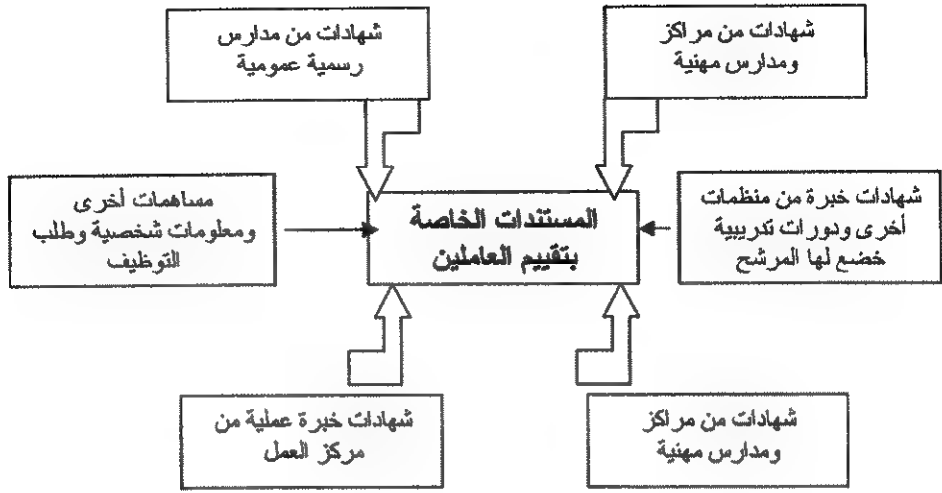 شهادات من مراكز
ومدارس مهنية
شهادات من مدارس
رسمية عمومية
شهادات خبرة من منظمات
أخرى ودورات تدريبية
خضع لها المرشح
المستندات الخاصة
بتقييم العاملين
مساهمات أخرى
ومعلومات شخصية وطلب
التوظيف
شهادات من مراكز
ومدارس مهنية
شهادات خبرة عملية من
مركز العمل